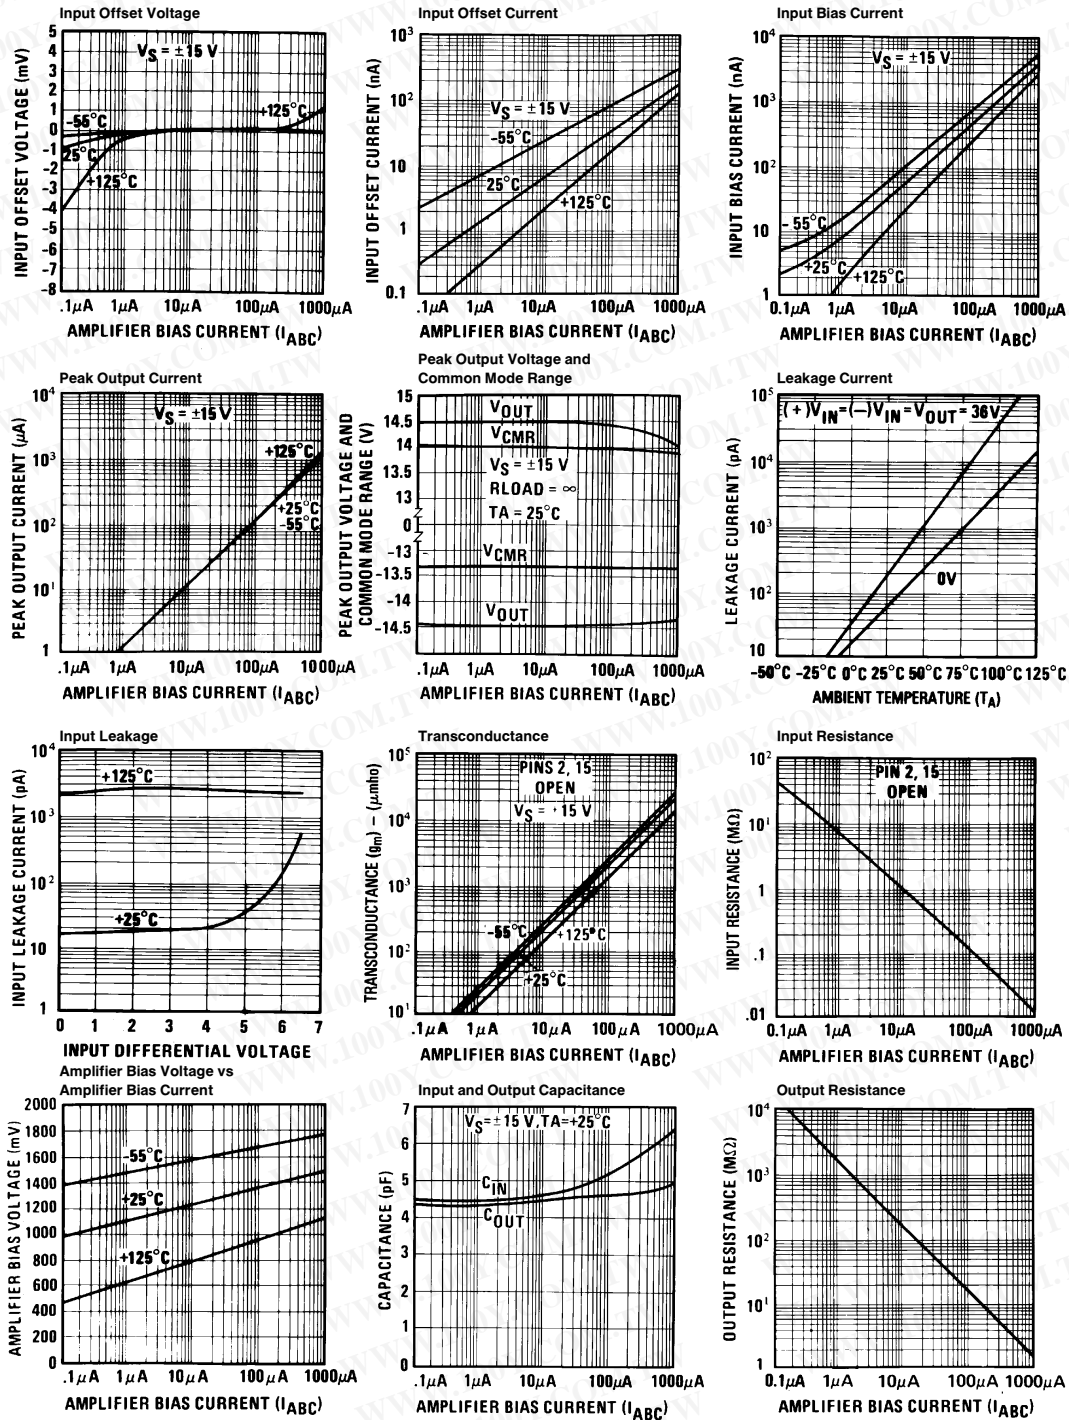 Input Offset Voltage
INPUT OFFSET VOLTAGE (mV)
5
4
3
2
1
0
-1
-2
-3
-4
-5
-6
-7
-8
VS = ±15 V
+125°C
-55°C
25°C
+125°C
.1µA 1µA 10µA 100µA 1000µA
AMPLIFIER BIAS CURRENT (IABC)
Input Offset Current
INPUT OFFSET CURRENT (nA)
10³
10²
10
1
0.1
VS = ±15 V
-55°C
25°C
+125°C
.1µA 1µA 10µA 100µA 1000µA
AMPLIFIER BIAS CURRENT (IABC)
Input Bias Current
INPUT BIAS CURRENT (nA)
10⁴
10³
10²
10
1
VS = ±15 V
- 55°C
+25°C
+125°C
0.1µA 1µA 10µA 100µA 1000µA
AMPLIFIER BIAS CURRENT (IABC)
Peak Output Current
PEAK OUTPUT CURRENT (µA)
10⁴
10³
10²
10¹
1
VS = ±15 V
+125°C
+25°C
-55°C
.1µA 1µA 10µA 100µA 1000µA
AMPLIFIER BIAS CURRENT (IABC)
Peak Output Voltage and
Common Mode Range
PEAK OUTPUT VOLTAGE AND
COMMON MODE RANGE (V)
15
14.5
14
13.5
13
0
-13
-13.5
-14
-14.5
VOUT
VCMR
VS = ±15 V
RLOAD = ∞
TA = 25°C
VCMR
VOUT
.1µA 1µA 10µA 100µA 1000µA
AMPLIFIER BIAS CURRENT (IABC)
Leakage Current
LEAKAGE CURRENT (pA)
10⁵
10⁴
10³
10²
10
(+)VIN=(—)VIN=VOUT = 36V
0V
-50°C -25°C 0°C 25°C 50°C 75°C 100°C 125°C
AMBIENT TEMPERATURE (TA)
Input Leakage
INPUT LEAKAGE CURRENT (pA)
10⁴
10³
10²
10
1
+125°C
+25°C
0 1 2 3 4 5 6 7
INPUT DIFFERENTIAL VOLTAGE
Transconductance
TRANSCONDUCTANCE (gm) — (µmho)
10⁵
10⁴
10³
10²
10¹
PINS 2, 15
OPEN
VS = ·15 V
-55°C
+125°C
+25°C
.1µA 1µA 10µA 100µA 1000µA
AMPLIFIER BIAS CURRENT (IABC)
Input Resistance
INPUT RESISTANCE (MΩ)
10²
10¹
1
.1
.01
PIN 2, 15
OPEN
.1µA 1µA 10µA 100µA 1000µA
AMPLIFIER BIAS CURRENT (IABC)
Amplifier Bias Voltage vs
Amplifier Bias Current
AMPLIFIER BIAS VOLTAGE (mV)
2000
1800
1600
1400
1200
1000
800
600
400
200
0
-55°C
+25°C
+125°C
.1µA 1µA 10µA 100µA 1000µA
AMPLIFIER BIAS CURRENT (IABC)
Input and Output Capacitance
CAPACITANCE (pF)
7
6
5
4
3
2
1
0
VS=±15 V,TA=+25°C
CIN
COUT
.1µA 1µA 10µA 100µA 1000µA
AMPLIFIER BIAS CURRENT (IABC)
Output Resistance
OUTPUT RESISTANCE (MΩ)
10⁴
10³
10²
10¹
1
.1µA 1µA 10µA 100µA 1000µA
AMPLIFIER BIAS CURRENT (IABC)
WWW.100Y.COM.TW